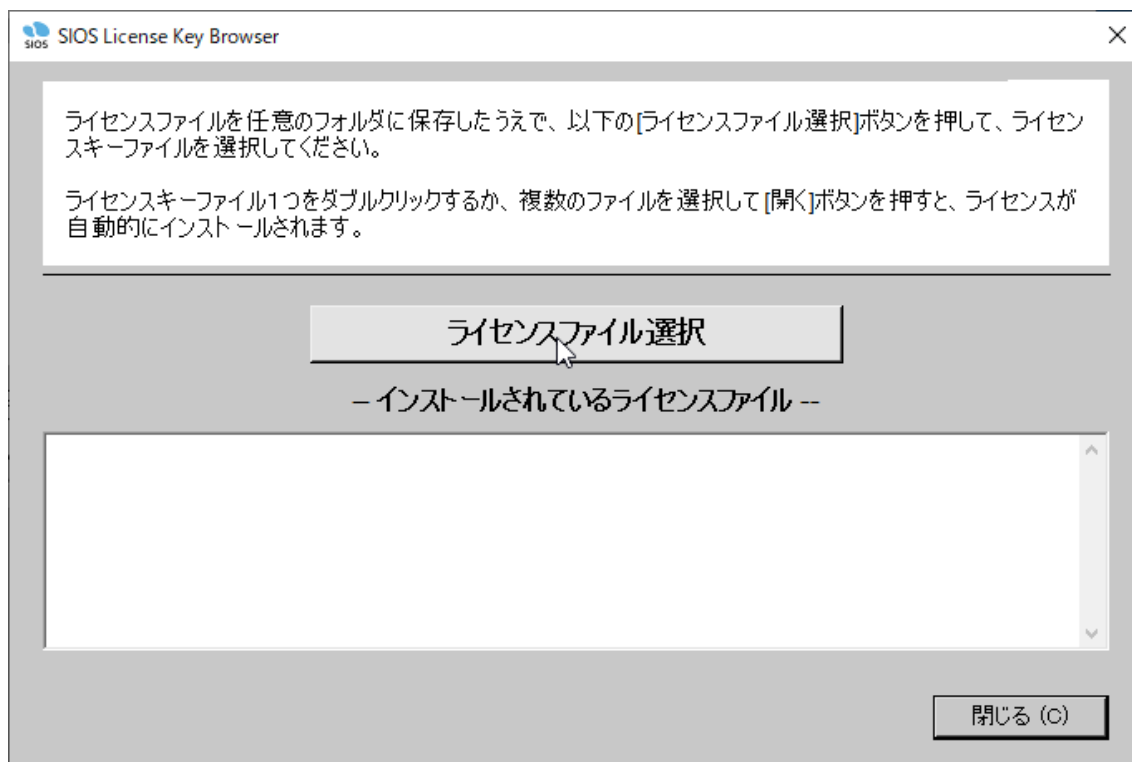 SIOS SIOS License Key Browser
ライセンスファイルを任意のフォルダに保存したうえで、以下の[ライセンスファイル選択]ボタンを押して、ライセン
スキーファイルを選択してください。
ライセンスキーファイル1つをダブルクリックするか、複数のファイルを選択して[開く]ボタンを押すと、ライセンスが
自動的にインストールされます。
ライセンスファイル選択
-- インストールされているライセンスファイル --
閉じる (C)